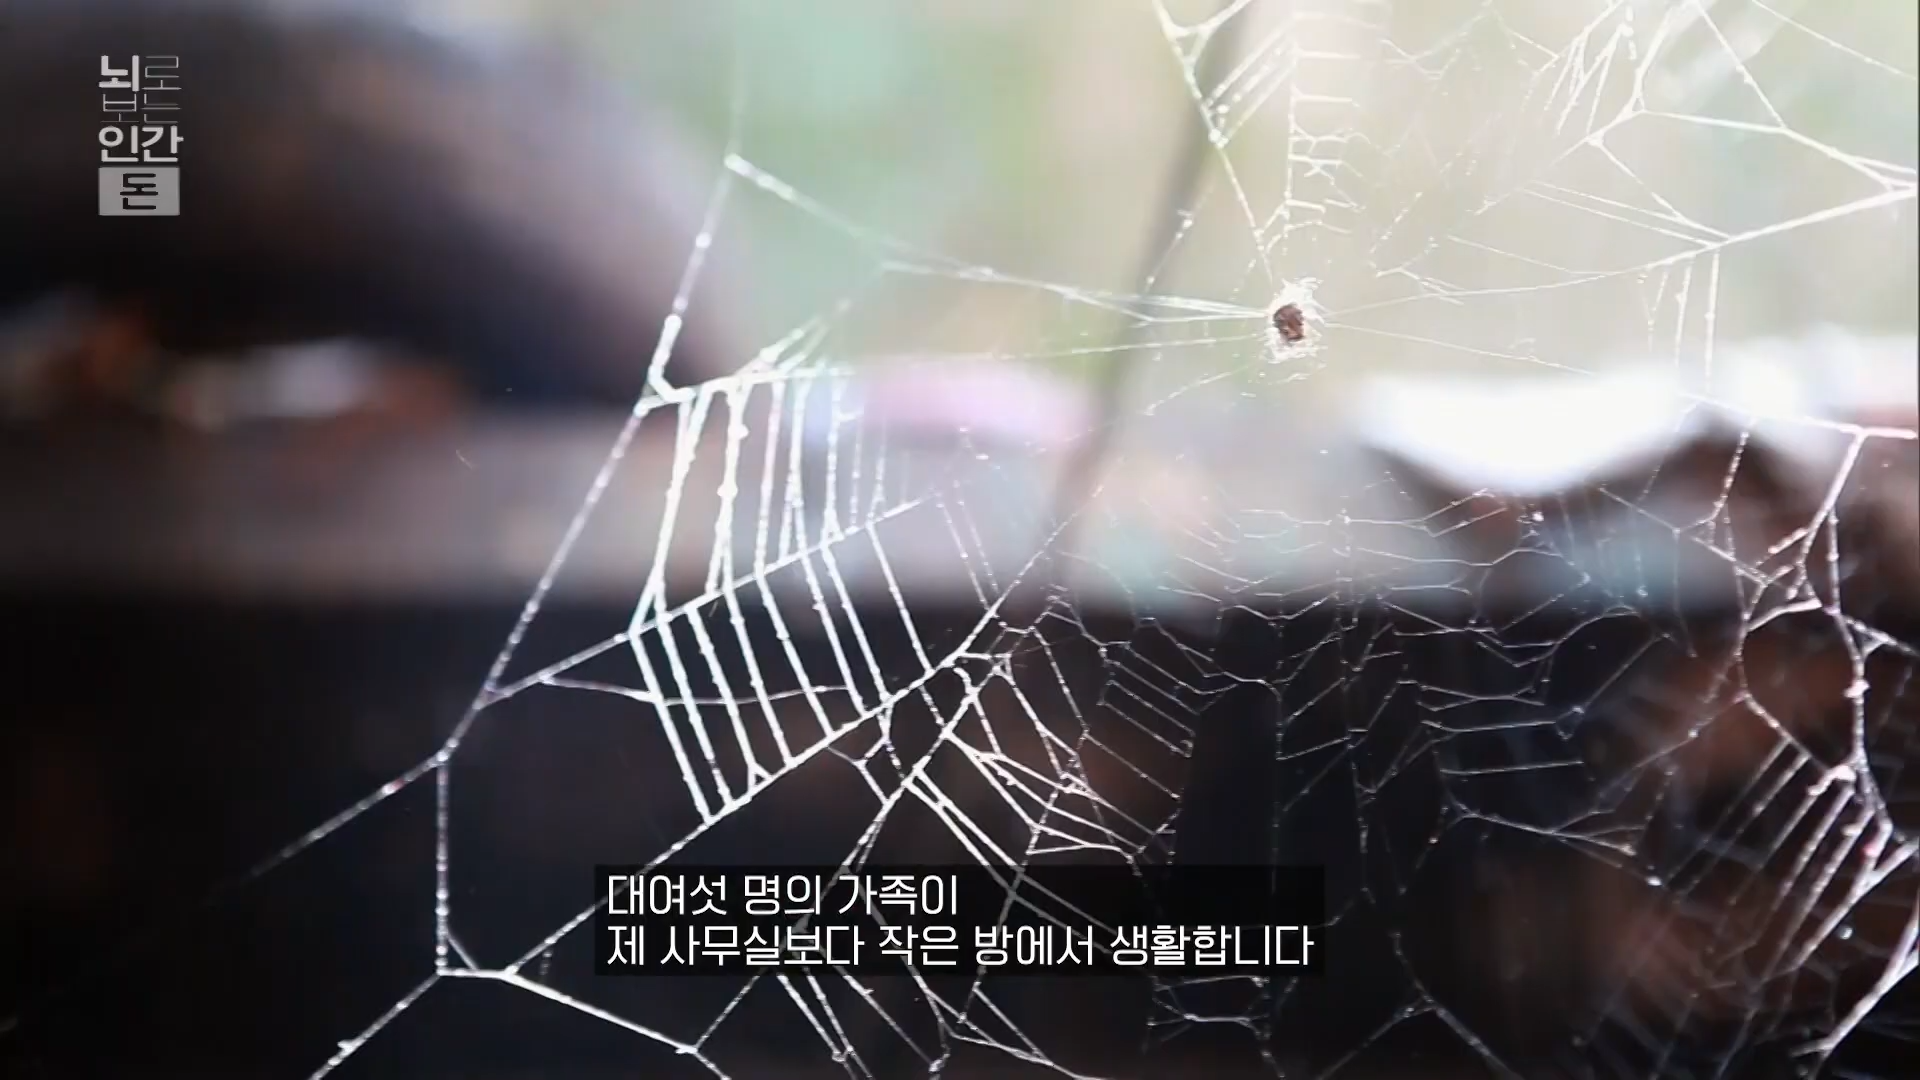 뇌로
보는
인간
돈
대여섯 명의 가족이
제 사무실보다 작은 방에서 생활합니다